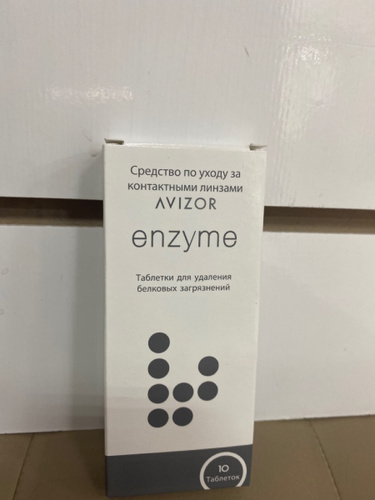 Средство по уходу за
контактными линзами
AVIZOR
enzyme
Таблетки для удаления
белковых загрязнений
10
Таблеток